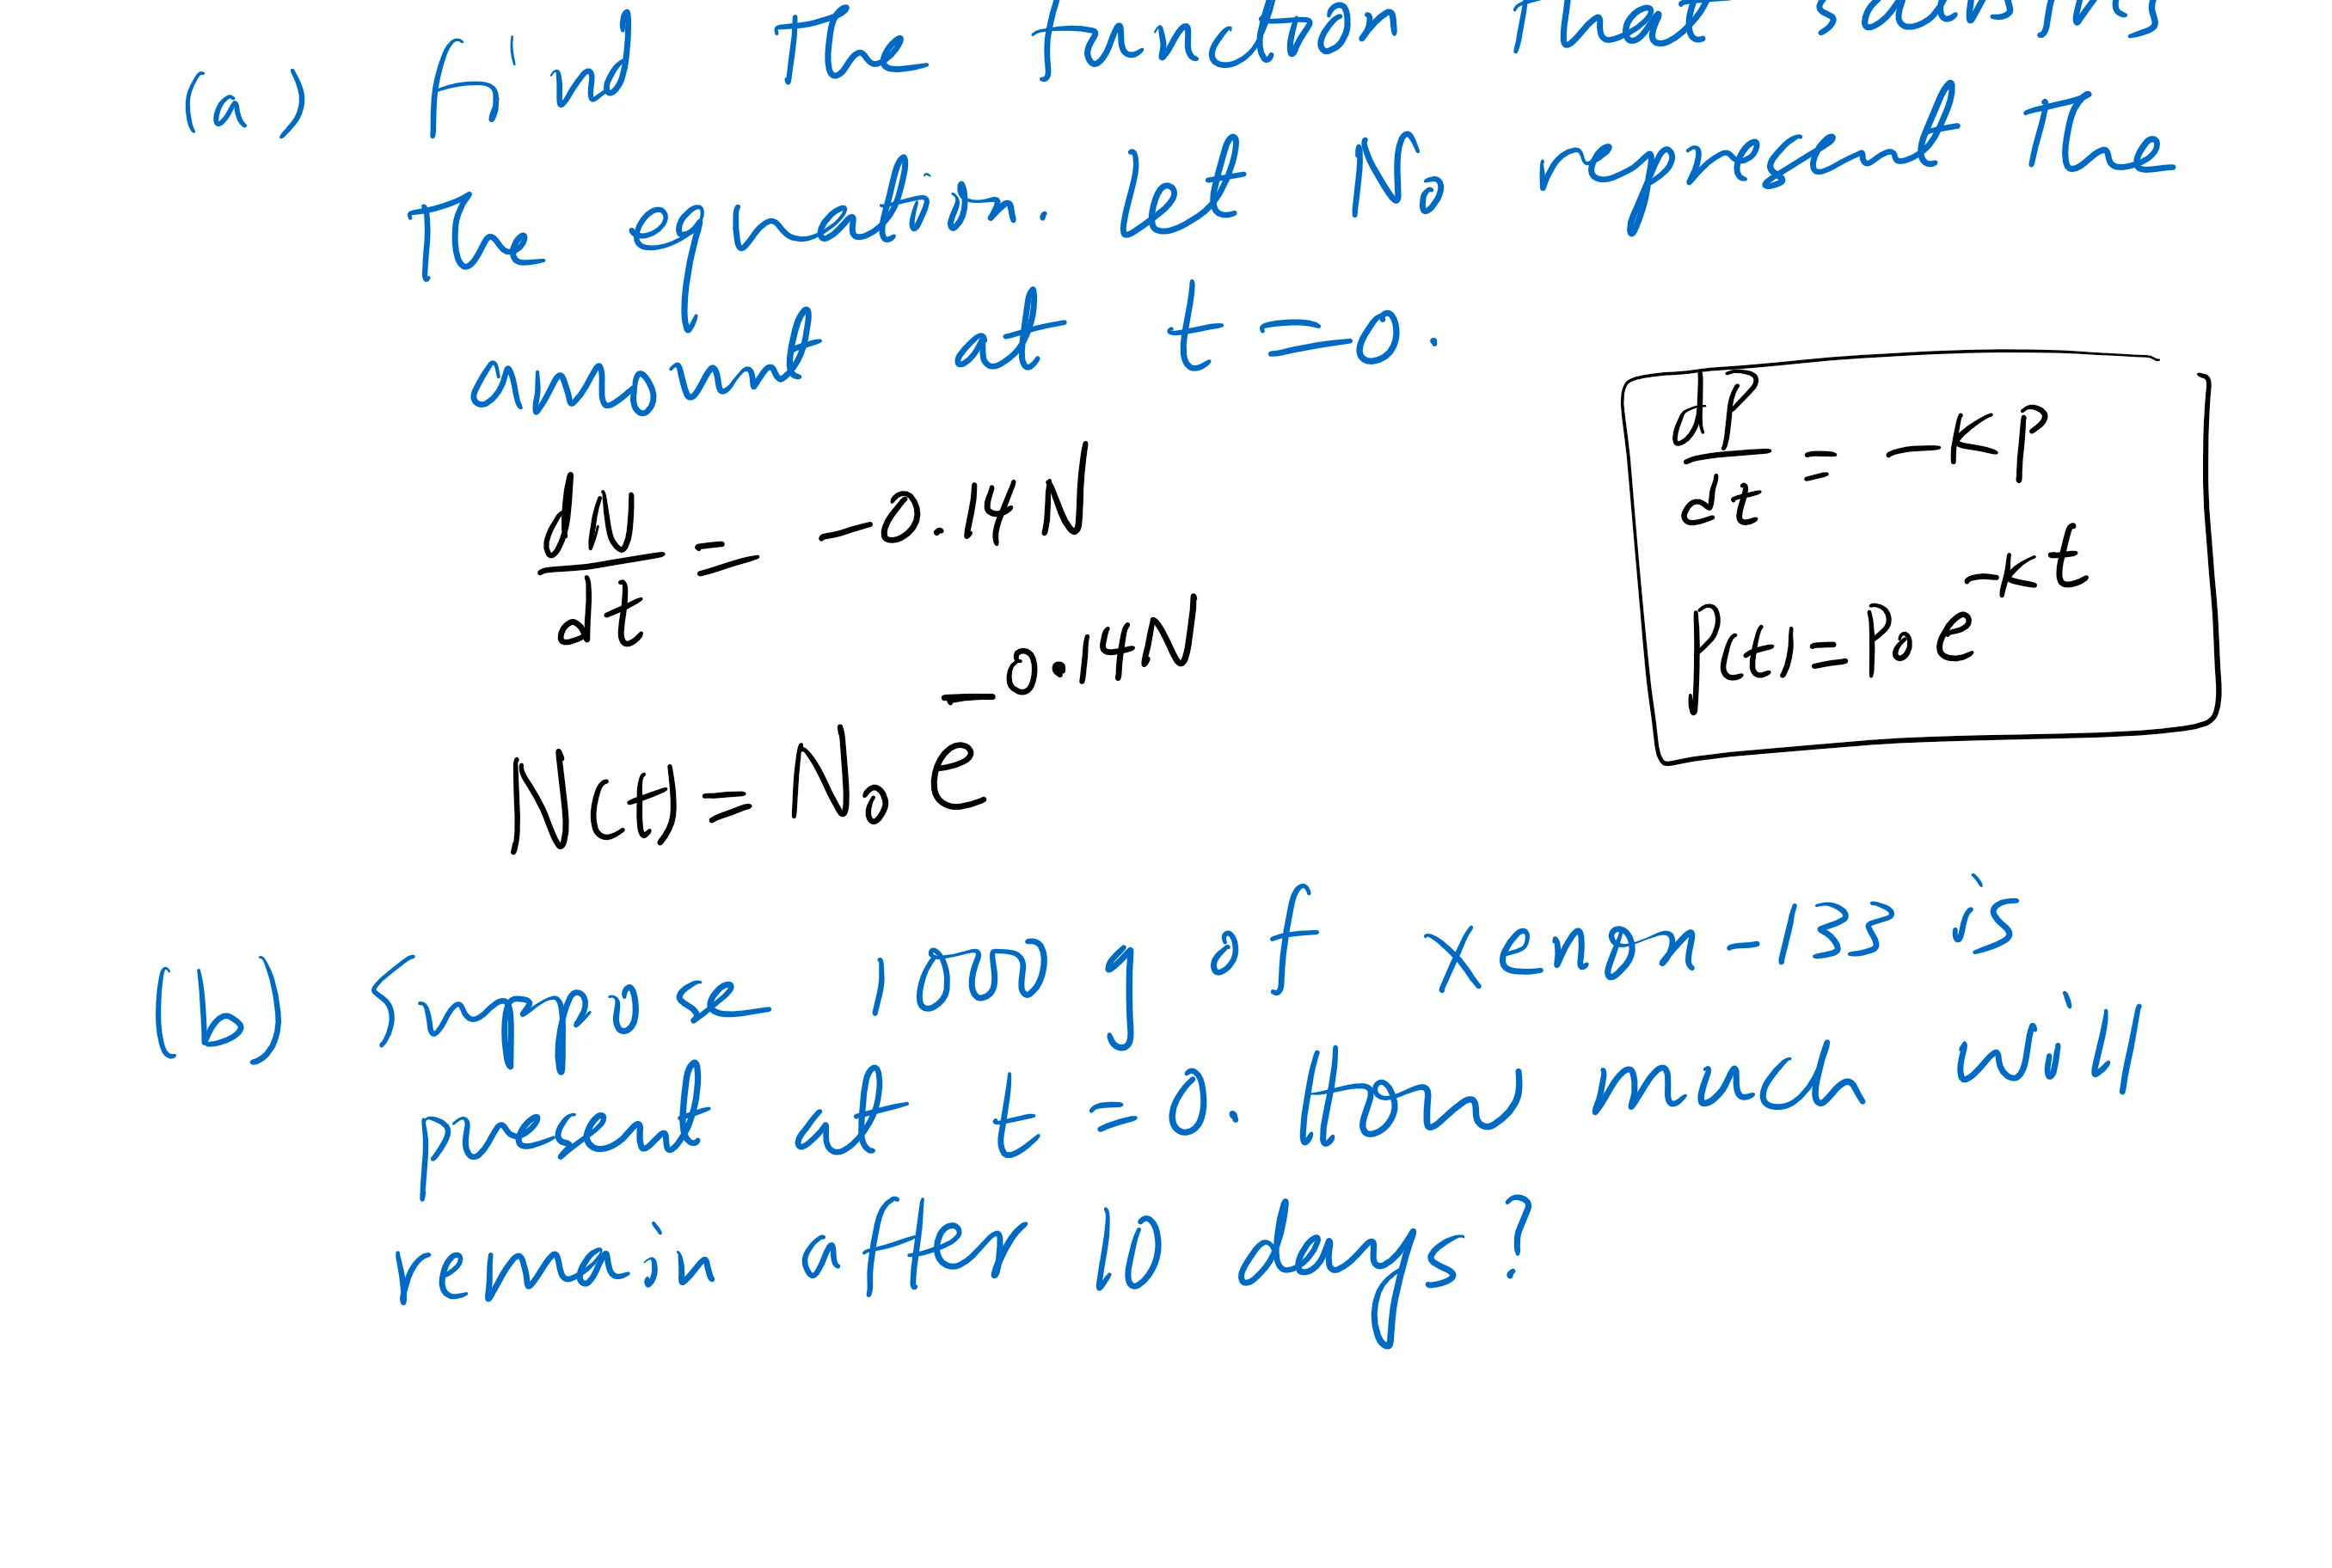 (a) find the function that satisfies
the equation. let N₀ represent the
amount at t = 0.
dN/dt = -0.14N
dP/dt = -KP
P(t) = P₀ e^{-Kt}
N(t) = N₀ e^{-0.14N}
(b) Suppose 1000 g of xenon-133 is
present at t = 0. How much will
remain after 10 days?